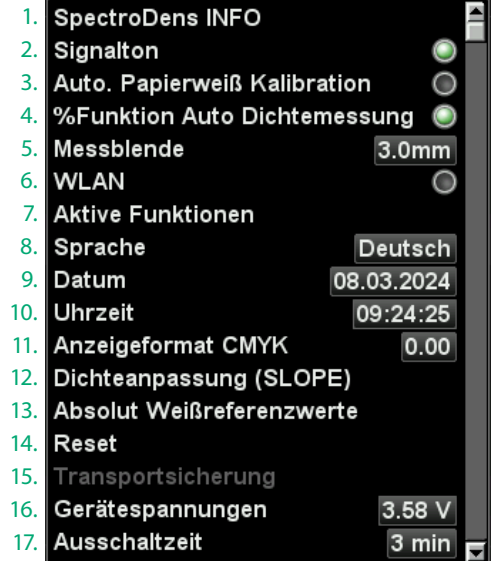 1. SpectroDens INFO
2. Signalton
3. Auto. Papierweiß Kalibration
4. %Funktion Auto Dichtemessung
5. Messblende 3.0mm
6. WLAN
7. Aktive Funktionen
8. Sprache Deutsch
9. Datum 08.03.2024
10. Uhrzeit 09:24:25
11. Anzeigeformat CMYK 0.00
12. Dichteanpassung (SLOPE)
13. Absolut Weißreferenzwerte
14. Reset
15. Transportsicherung
16. Gerätespannungen 3.58 V
17. Ausschaltzeit 3 min